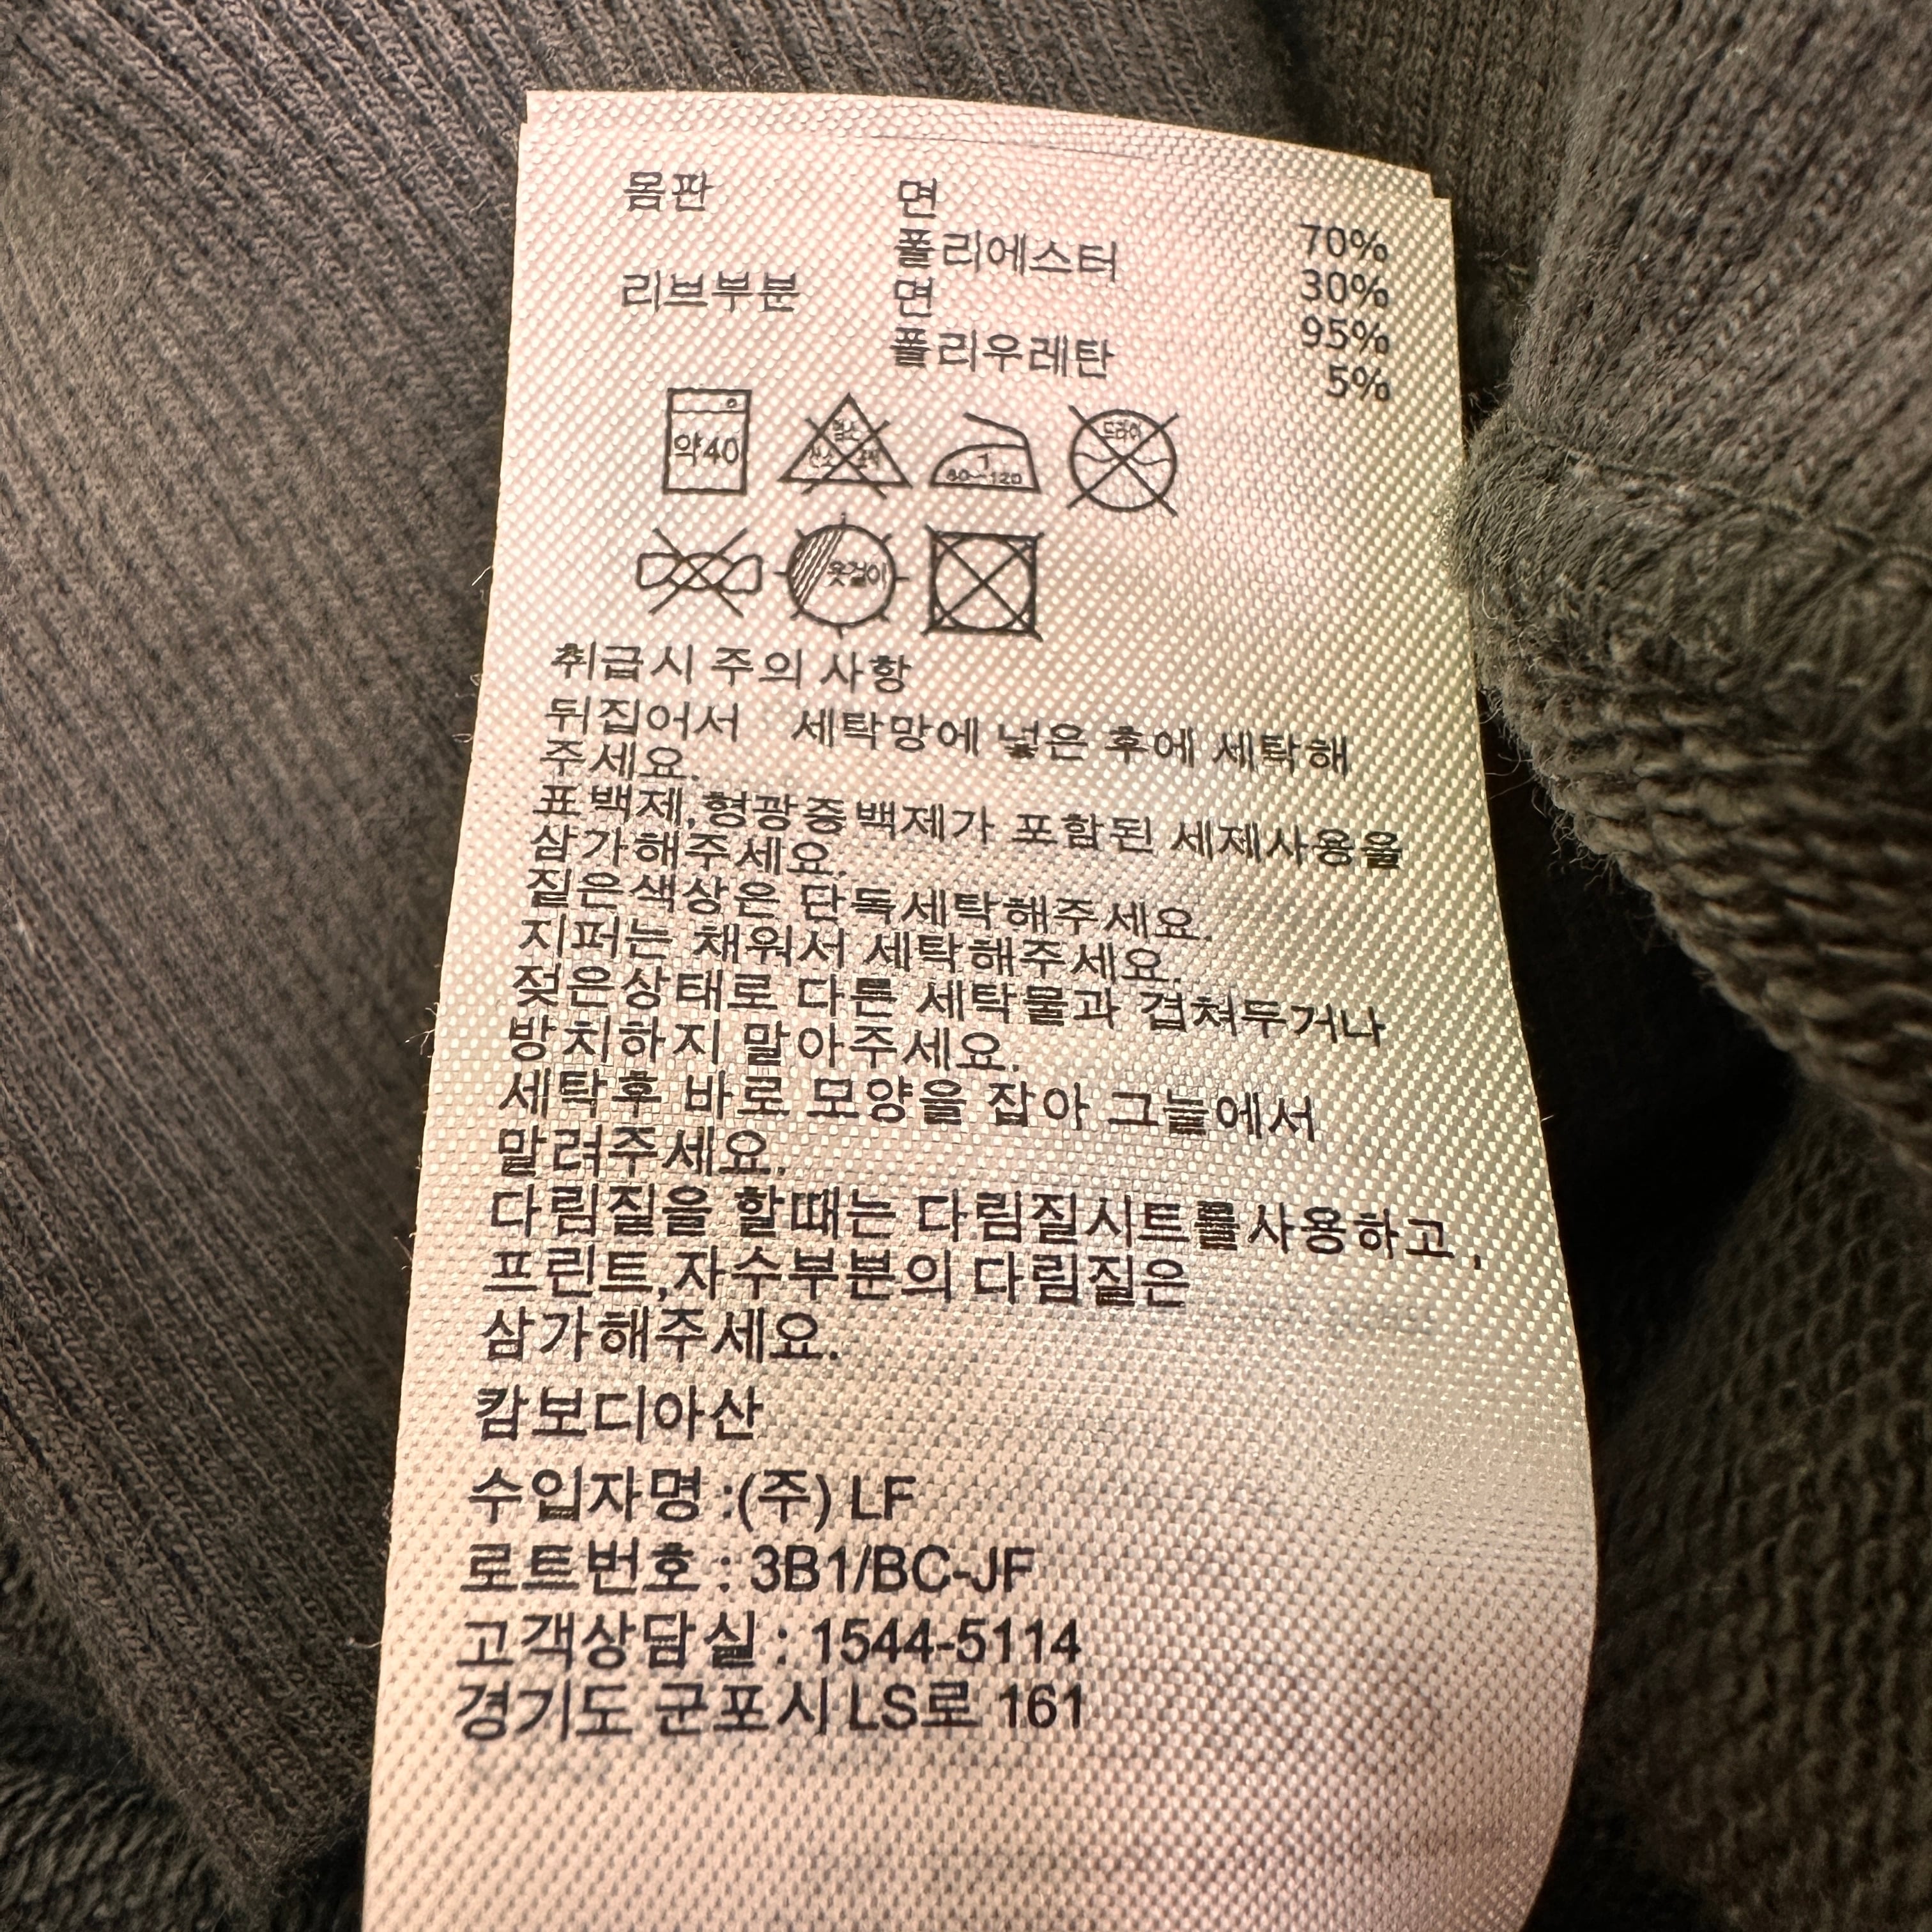 몸판 면 70%
폴리에스터 30%
리브부분 면 95%
폴리우레탄 5%
약40
염소
산소 표백
1
80~120
드라이
옷걸이
취급시 주의 사항
뒤집어서 세탁망에 넣은 후에 세탁해
주세요.
표백제,형광증백제가 포함된 세제사용을
삼가해주세요.
짙은색상은 단독세탁해주세요.
지퍼는 채워서 세탁해주세요.
젖은상태로 다른 세탁물과 겹쳐두거나
방치하지 말아주세요.
세탁후 바로 모양을 잡아 그늘에서
말려주세요.
다림질을 할때는 다림질시트를사용하고,
프린트,자수부분의 다림질은
삼가해주세요.
캄보디아산
수입자명 :(주) LF
로트번호 : 3B1/BC-JF
고객상담실 : 1544-5114
경기도 군포시 LS로 161